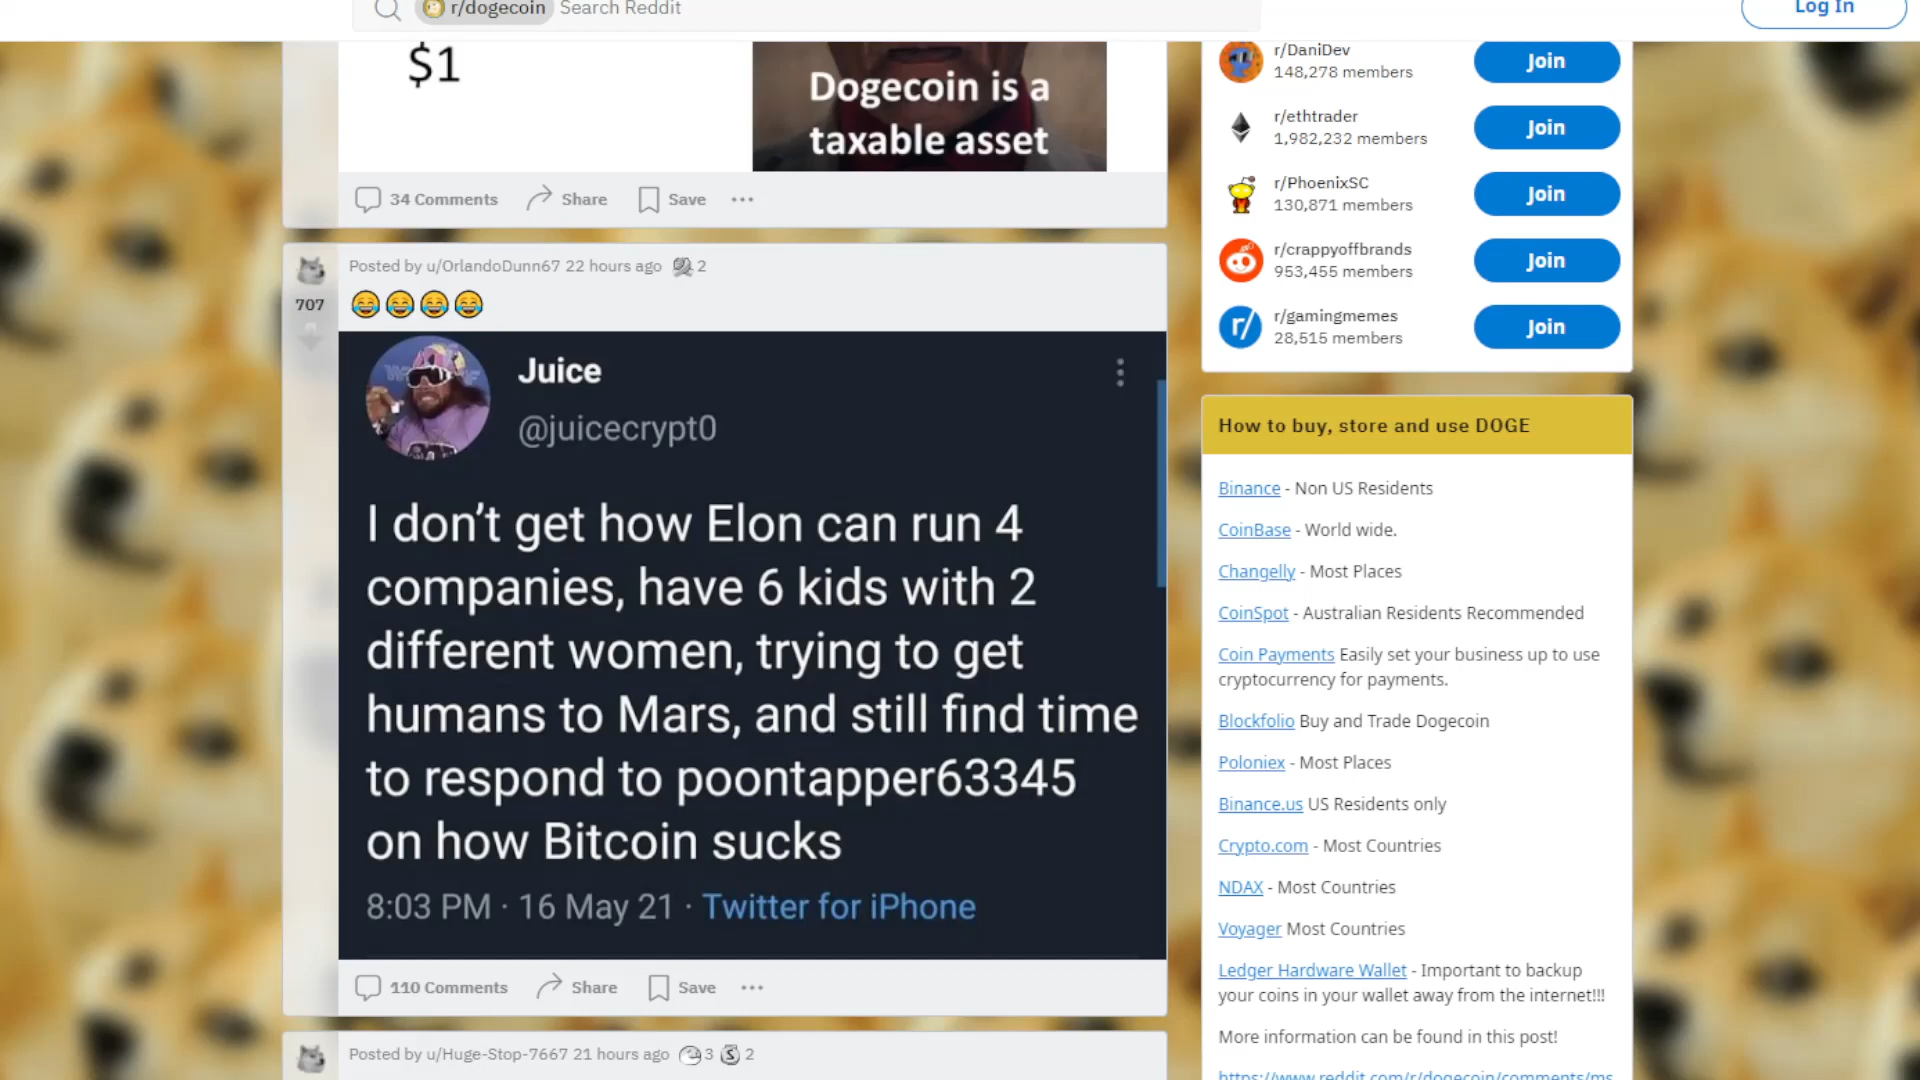 r/dogecoin Search Reddit
Log In
$1
Dogecoin is a
taxable asset
34 Comments Share Save
Posted by u/OrlandoDunn67 22 hours ago 2
707
😂😂😂😂
Juice
@juicecrypt0
I don’t get how Elon can run 4
companies, have 6 kids with 2
different women, trying to get
humans to Mars, and still find time
to respond to poontapper63345
on how Bitcoin sucks
8:03 PM · 16 May 21 · Twitter for iPhone
110 Comments Share Save
Posted by u/Huge-Stop-7667 21 hours ago 3 2
r/DaniDev
148,278 members
Join
r/ethtrader
1,982,232 members
Join
r/PhoenixSC
130,871 members
Join
r/crappyoffbrands
953,455 members
Join
r/gamingmemes
28,515 members
Join
How to buy, store and use DOGE
Binance - Non US Residents
CoinBase - World wide.
Changelly - Most Places
CoinSpot - Australian Residents Recommended
Coin Payments Easily set your business up to use
cryptocurrency for payments.
Blockfolio Buy and Trade Dogecoin
Poloniex - Most Places
Binance.us US Residents only
Crypto.com - Most Countries
NDAX - Most Countries
Voyager Most Countries
Ledger Hardware Wallet - Important to backup
your coins in your wallet away from the internet!!!
More information can be found in this post!
https://www.reddit.com/r/dogecoin/comments/ms